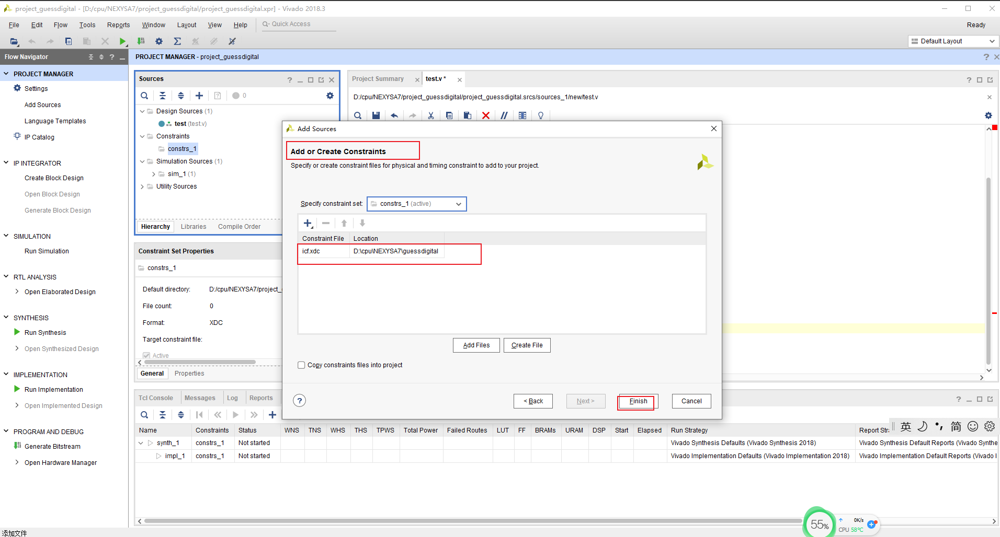 project_guessdigital - [D:/cpu/NEXYSA7/project_guessdigital/project_guessdigital.xpr] - Vivado 2018.3
File Edit Flow Tools Reports Window Layout View Help Quick Access Ready
Default Layout
Flow Navigator
PROJECT MANAGER - project_guessdigital
PROJECT MANAGER
Settings
Add Sources
Language Templates
IP Catalog
IP INTEGRATOR
Create Block Design
Open Block Design
Generate Block Design
SIMULATION
Run Simulation
RTL ANALYSIS
Open Elaborated Design
SYNTHESIS
Run Synthesis
Open Synthesized Design
IMPLEMENTATION
Run Implementation
Open Implemented Design
PROGRAM AND DEBUG
Generate Bitstream
Open Hardware Manager
Sources
0
Design Sources (1)
test (test.v)
Constraints
constrs_1
Simulation Sources (1)
sim_1 (1)
Utility Sources
Hierarchy Libraries Compile Order
Constraint Set Properties
constrs_1
Default directory: D:/cpu/NEXYSA7/project_
File count: 0
Format: XDC
Target constraint file:
Active
General Properties
Project Summary test.v *
D:/cpu/NEXYSA7/project_guessdigital/project_guessdigital.srcs/sources_1/new/test.v
Add Sources
Add or Create Constraints
Specify or create constraint files for physical and timing constraint to add to your project.
Specify constraint set: constrs_1 (active)
Constraint File Location
icf.xdc D:\cpu\NEXYSA7\guessdigital
Add Files Create File
Copy constraints files into project
? < Back Next > Finish Cancel
Tcl Console Messages Log Reports
Name Constraints Status WNS TNS WHS THS TPWS Total Power Failed Routes LUT FF BRAMs URAM DSP Start Elapsed Run Strategy Report Stra
synth_1 constrs_1 Not started Vivado Synthesis Defaults (Vivado Synthesis 2018) Vivado Synthesis Default Reports (Vivado Synthe
impl_1 constrs_1 Not started Vivado Implementation Defaults (Vivado Implementation 2018) Vivado Implementation Default Reports (Vivado I
英 简
55% 0K/s
CPU 58℃
添加文件